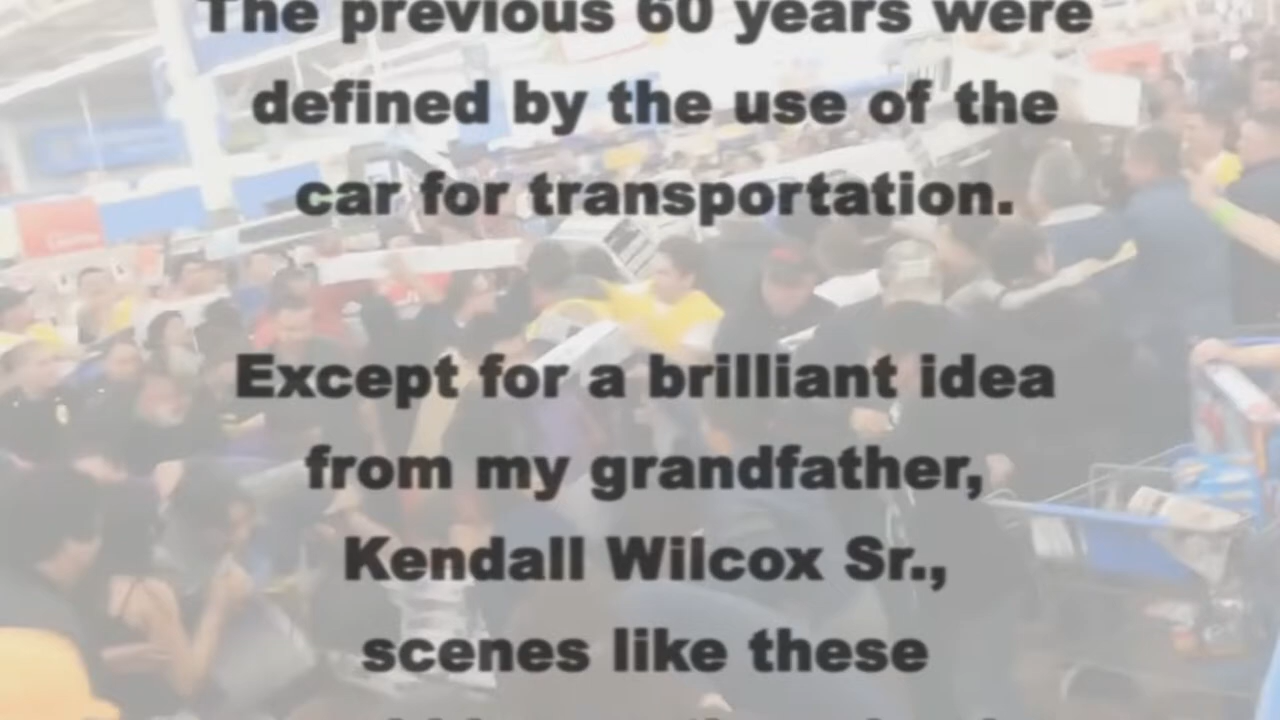 The previous 60 years were
defined by the use of the
car for transportation.
Except for a brilliant idea
from my grandfather,
Kendall Wilcox Sr.,
scenes like these